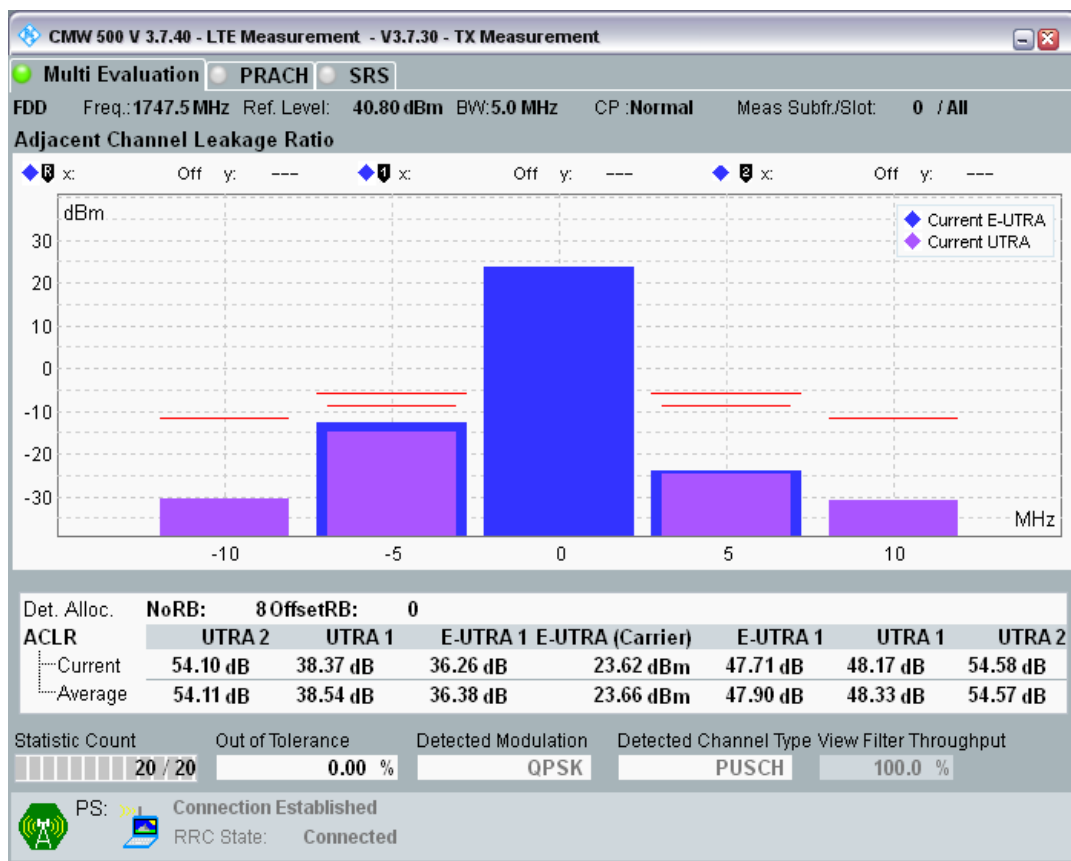 CMW 500 V 3.7.40 - LTE Measurement - V3.7.30 - TX Measurement
Multi Evaluation PRACH SRS
FDD Freq.: 1747.5 MHz Ref. Level: 40.80 dBm BW: 5.0 MHz CP : Normal Meas Subfr./Slot: 0 / All
Adjacent Channel Leakage Ratio
R x: Off y: --- 1 x: Off y: --- 2 x: Off y: ---
dBm
Current E-UTRA
Current UTRA
30
20
10
0
-10
-20
-30
MHz
-10 -5 0 5 10
Det. Alloc. NoRB: 8 OffsetRB: 0
ACLR UTRA 2 UTRA 1 E-UTRA 1 E-UTRA (Carrier) E-UTRA 1 UTRA 1 UTRA 2
Current 54.10 dB 38.37 dB 36.26 dB 23.62 dBm 47.71 dB 48.17 dB 54.58 dB
Average 54.11 dB 38.54 dB 36.38 dB 23.66 dBm 47.90 dB 48.33 dB 54.57 dB
Statistic Count Out of Tolerance Detected Modulation Detected Channel Type View Filter Throughput
20 / 20 0.00 % QPSK PUSCH 100.0 %
PS: Connection Established
RRC State: Connected